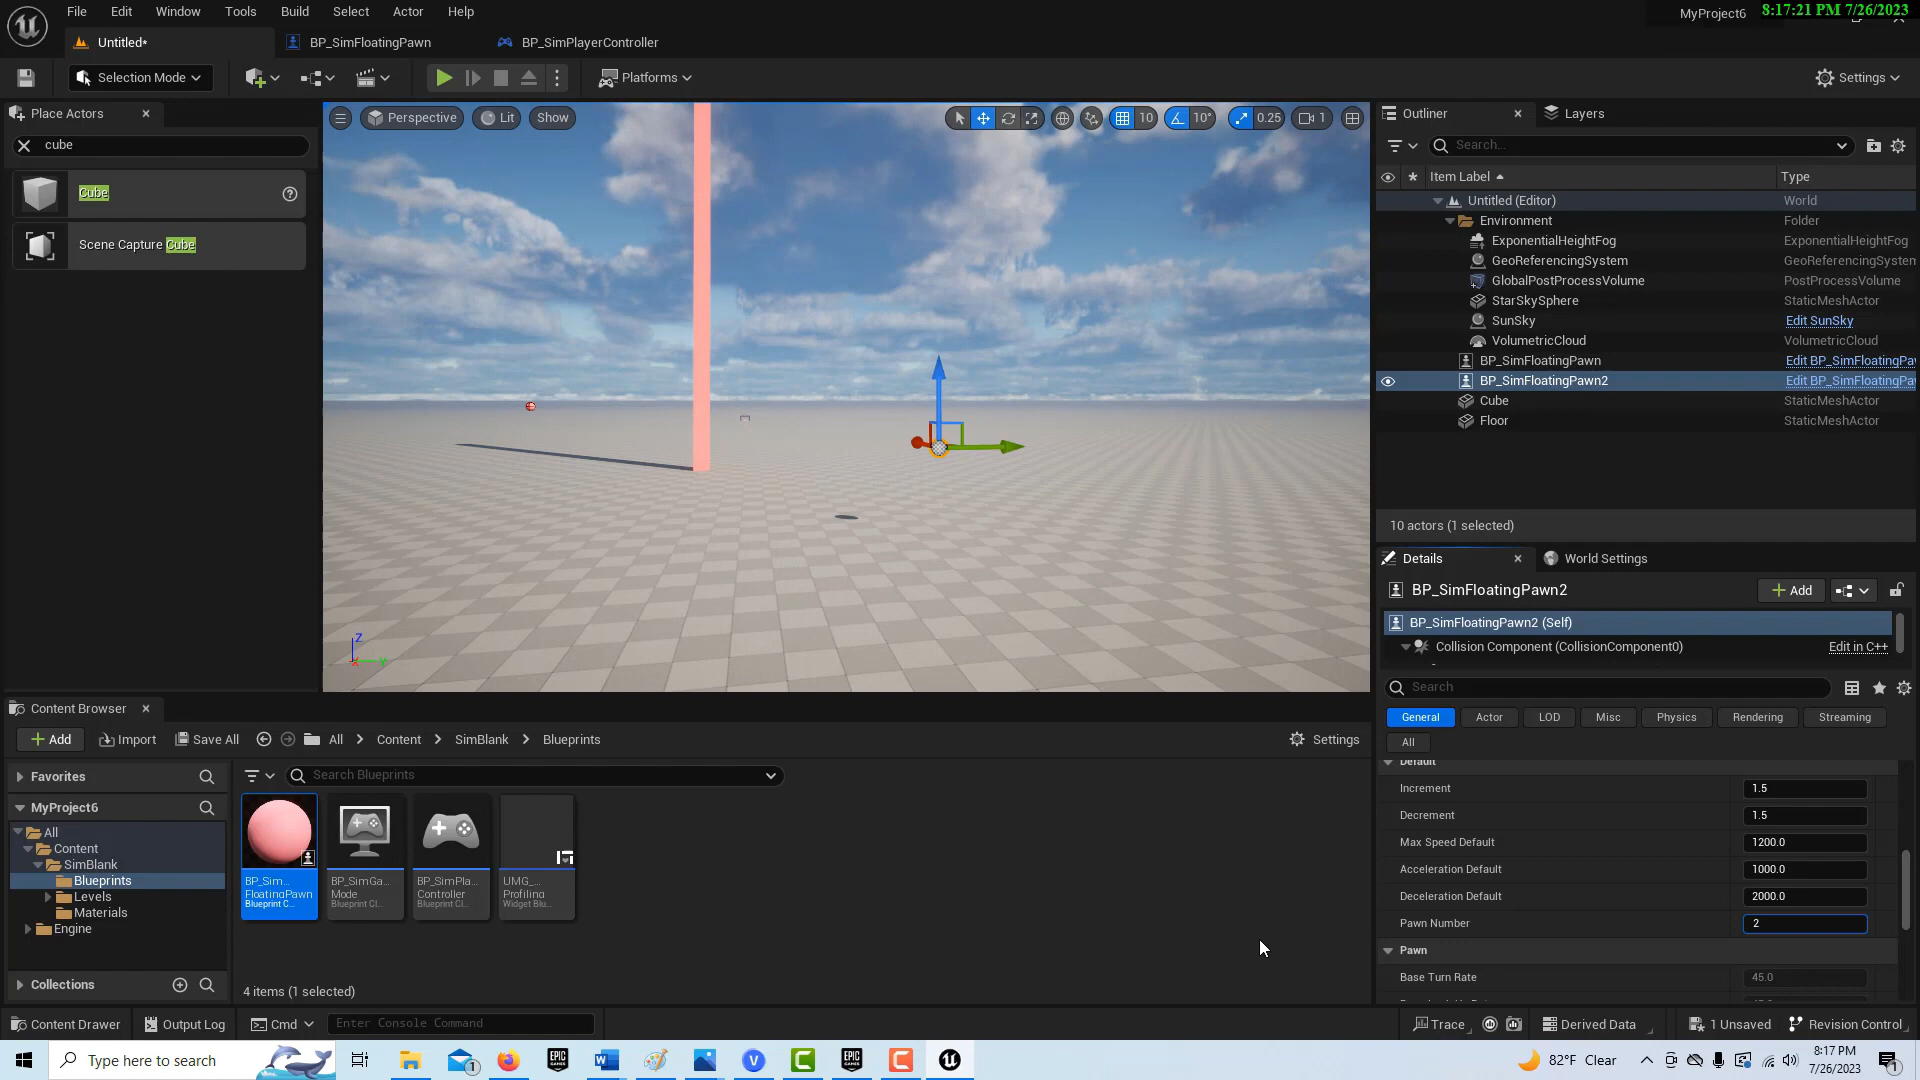 File Edit Window Tools Build Select Actor Help
MyProject6
8:17:21 PM 7/26/2023
Untitled*
BP_SimFloatingPawn
BP_SimPlayerController
Selection Mode
Platforms
Settings
Place Actors
cube
Cube
Scene Capture Cube
Perspective
Lit
Show
10
10°
0.25
1
Z
Y
Outliner
Layers
Search...
Item Label
Type
Untitled (Editor)
World
Environment
Folder
ExponentialHeightFog
ExponentialHeightFog
GeoReferencingSystem
GeoReferencingSystem
GlobalPostProcessVolume
PostProcessVolume
StarSkySphere
StaticMeshActor
SunSky
Edit SunSky
VolumetricCloud
VolumetricCloud
BP_SimFloatingPawn
Edit BP_SimFloatingPa
BP_SimFloatingPawn2
Edit BP_SimFloatingPa
Cube
StaticMeshActor
Floor
StaticMeshActor
10 actors (1 selected)
Details
World Settings
BP_SimFloatingPawn2
Add
BP_SimFloatingPawn2 (Self)
Collision Component (CollisionComponent0)
Edit in C++
Search
General Actor LOD Misc Physics Rendering Streaming
All
Default
Increment
1.5
Decrement
1.5
Max Speed Default
1200.0
Acceleration Default
1000.0
Deceleration Default
2000.0
Pawn Number
2
Pawn
Base Turn Rate
45.0
Content Browser
Add
Import
Save All
All
Content
SimBlank
Blueprints
Settings
Favorites
MyProject6
All
Content
SimBlank
Blueprints
Levels
Materials
Engine
Collections
Search Blueprints
BP_Sim...
FloatingPawn
Blueprint C...
BP_SimGa...
Mode
Blueprint Cl...
BP_SimPla...
Controller
Blueprint Cl...
UMG_...
Profiling
Widget Blu...
4 items (1 selected)
Content Drawer
Output Log
Cmd
Enter Console Command
Trace
Derived Data
1 Unsaved
Revision Control
Type here to search
82°F Clear
8:17 PM
7/26/2023